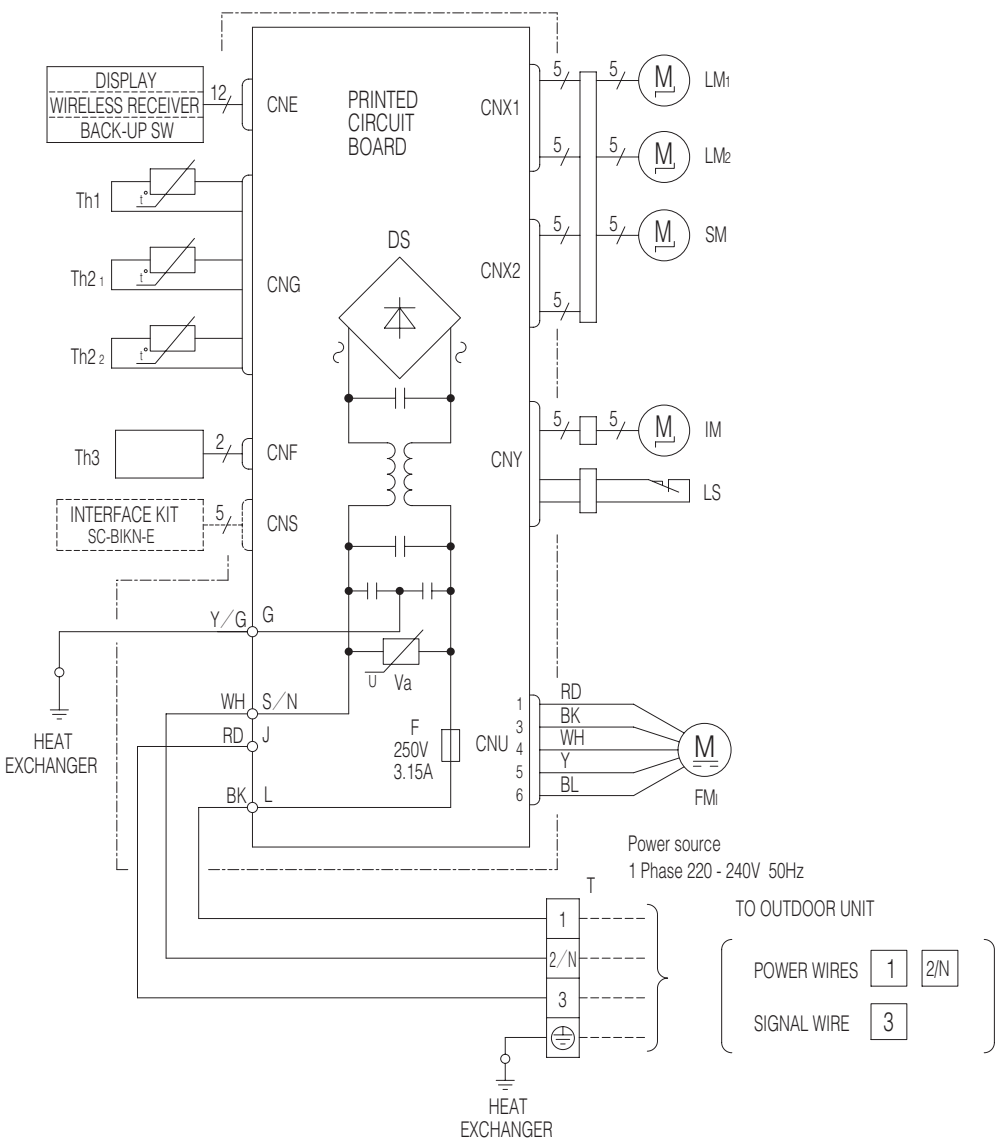 DISPLAY
WIRELESS RECEIVER
BACK-UP SW
12
CNE
PRINTED
CIRCUIT
BOARD
CNX1
5
5
M
LM1
5
5
M
LM2
Th1
t°
Th2 1
t°
CNG
Th2 2
t°
DS
CNX2
5
5
M
SM
5
Th3
2
CNF
CNY
5
5
M
IM
LS
INTERFACE KIT
SC-BIKN-E
5
CNS
Y/G
G
U
Va
WH
S/N
RD
J
BK
L
F
250V
3.15A
HEAT
EXCHANGER
CNU
1
3
4
5
6
RD
BK
WH
Y
BL
M
FMI
Power source
1 Phase 220 - 240V 50Hz
T
1
2/N
3
TO OUTDOOR UNIT
POWER WIRES 1 2/N
SIGNAL WIRE 3
HEAT
EXCHANGER